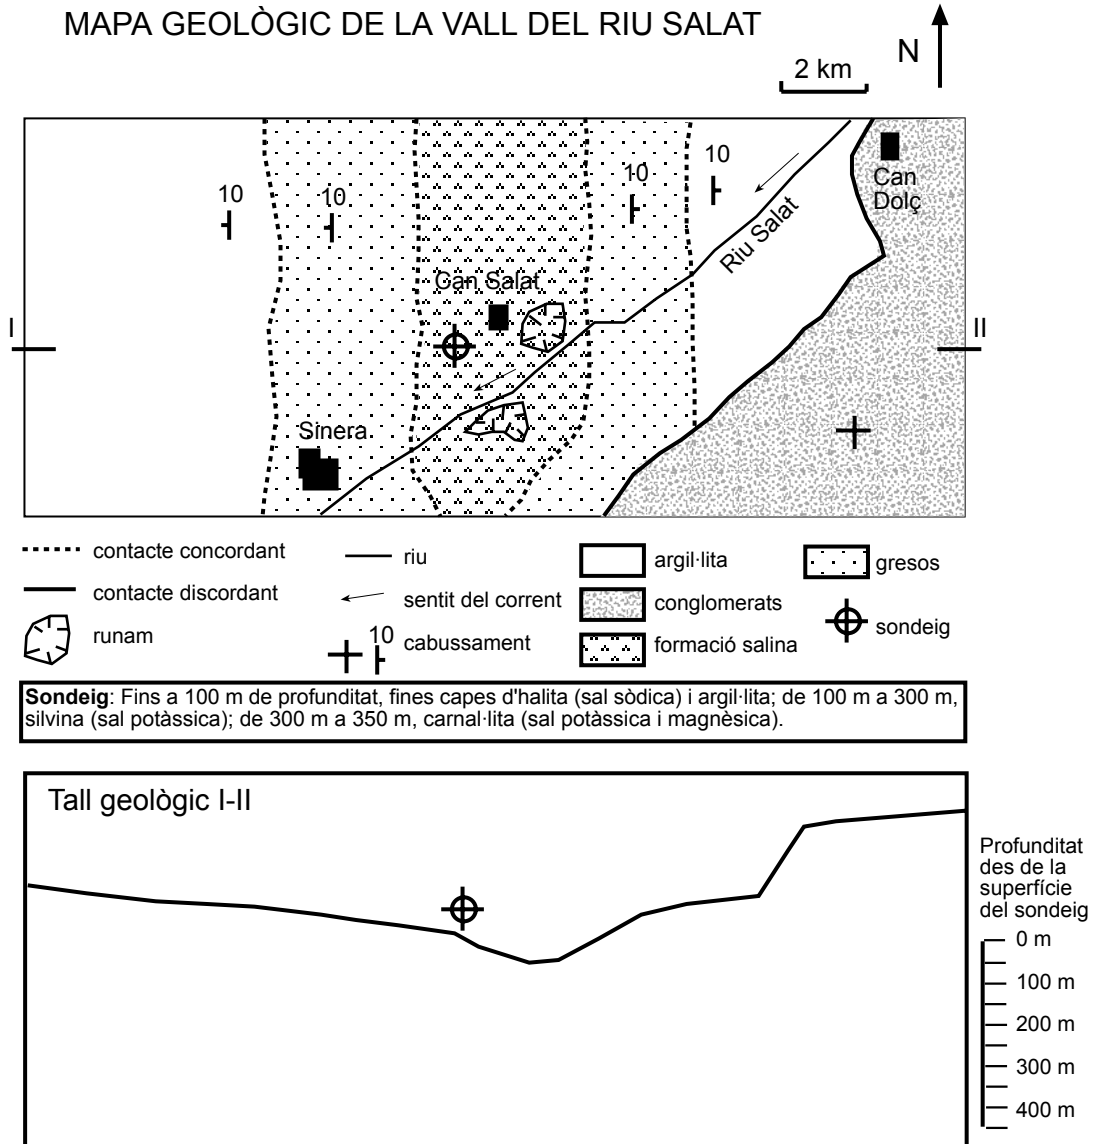 MAPA GEOLÒGIC DE LA VALL DEL RIU SALAT
N
2 km
10
10
10
10
Can
Dolç
Riu Salat
Can Salat
I
II
Sinera
contacte concordant
contacte discordant
runam
riu
sentit del corrent
10
cabussament
argil·lita
conglomerats
formació salina
gresos
sondeig
Sondeig: Fins a 100 m de profunditat, fines capes d'halita (sal sòdica) i argil·lita; de 100 m a 300 m,
silvina (sal potàssica); de 300 m a 350 m, carnal·lita (sal potàssica i magnèsica).
Tall geològic I-II
Profunditat
des de la
superfície
del sondeig
0 m
100 m
200 m
300 m
400 m